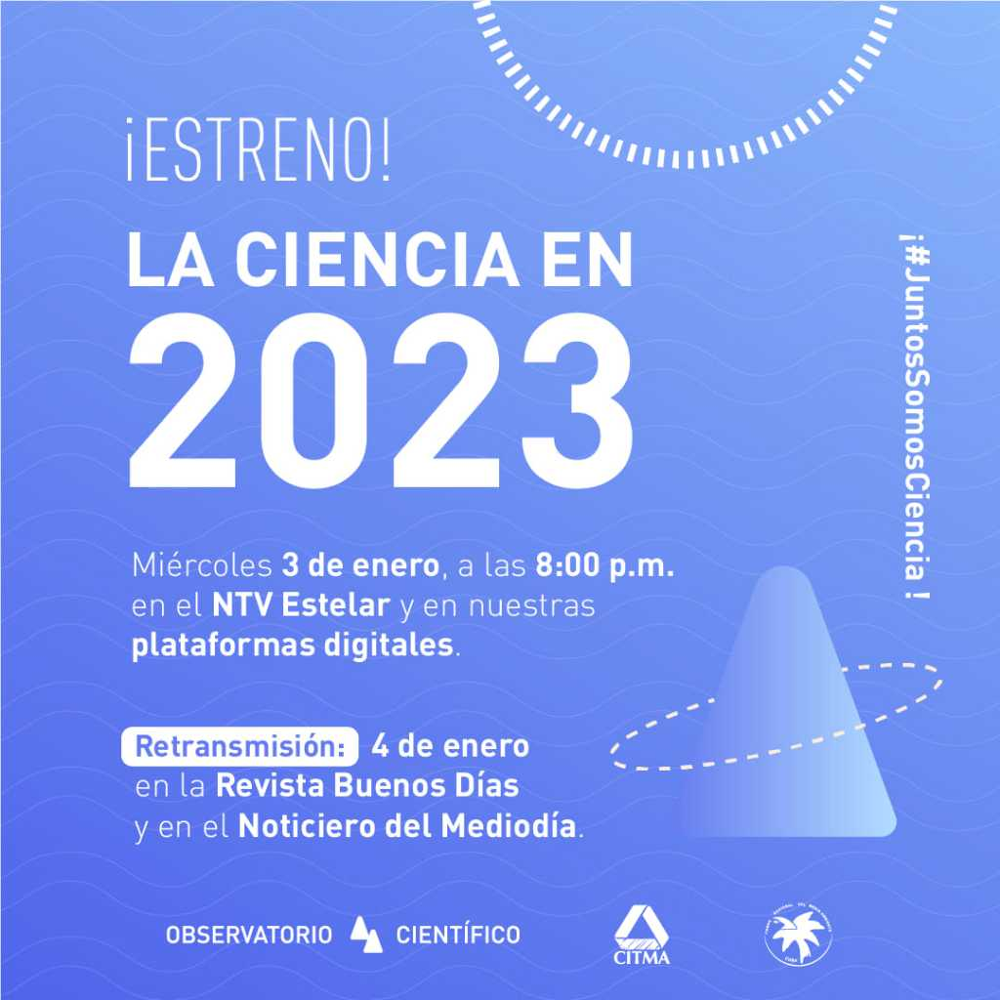 ¡ESTRENO!
LA CIENCIA EN
2023
¡#JuntosSomosCiencia !
Miércoles 3 de enero, a las 8:00 p.m.
en el NTV Estelar y en nuestras
plataformas digitales.
Retransmisión: 4 de enero
en la Revista Buenos Días
y en el Noticiero del Mediodía.
OBSERVATORIO CIENTÍFICO
CITMA
CUBA